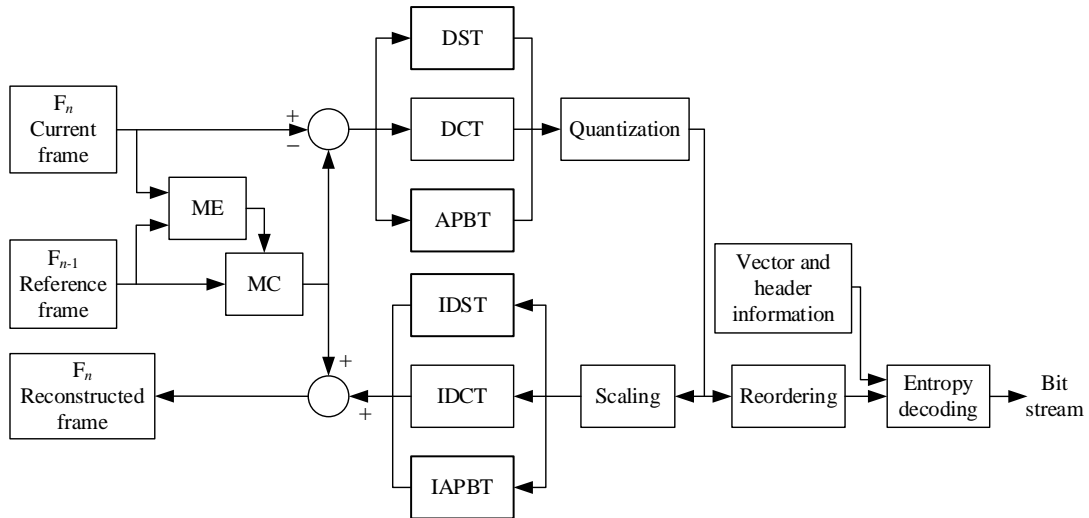 DST
F_n
Current
frame
+
−
DCT
Quantization
ME
APBT
F_{n-1}
Reference
frame
MC
Vector and
header
information
IDST
F_n
Reconstructed
frame
+
+
IDCT
Scaling
Reordering
Entropy
decoding
Bit
stream
IAPBT